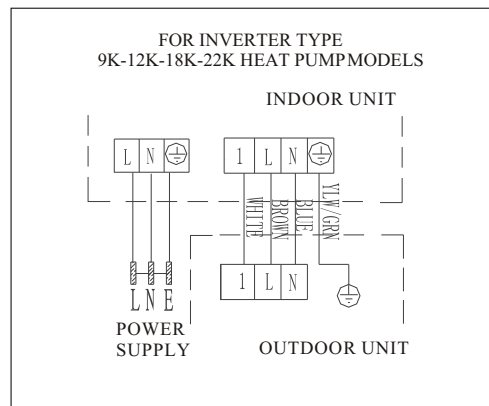 FOR INVERTER TYPE
9K-12K-18K-22K HEAT PUMP MODELS
INDOOR UNIT
L N
1 L N
WHITE
BROWN
BLUE
YLW/GRN
1 L N
L N E
POWER
SUPPLY
OUTDOOR UNIT